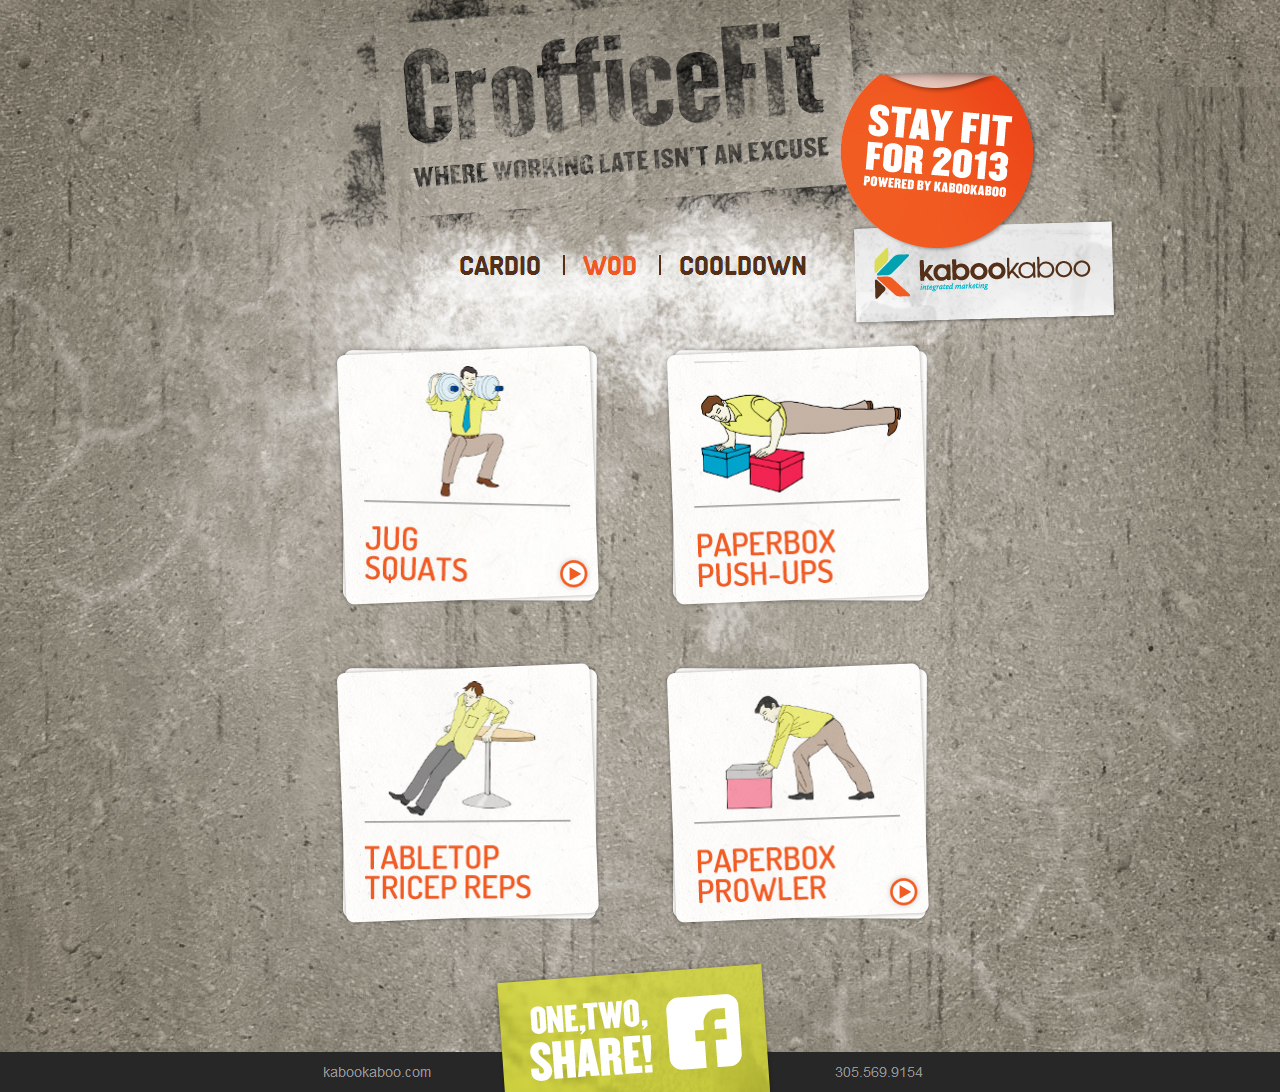 CrofficeFit
WHERE WORKING LATE ISN'T AN EXCUSE
STAY FIT
FOR 2013
POWERED BY KABOOKABOO
kabookaboo
integrated marketing
CARDIO | WOD | COOLDOWN
JUG
SQUATS
PAPERBOX
PUSH-UPS
TABLETOP
TRICEP REPS
PAPERBOX
PROWLER
ONE,TWO,
SHARE!
f
kabookaboo.com
305.569.9154